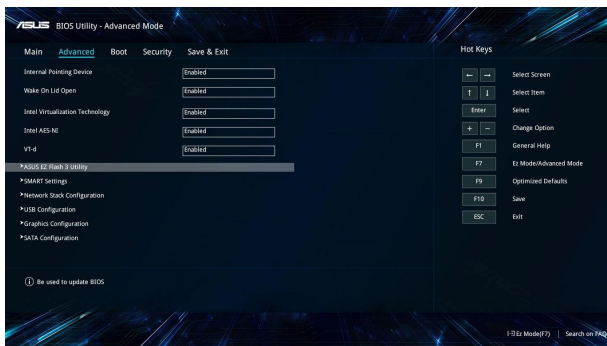 ASUS BIOS Utility - Advanced Mode
Main Advanced Boot Security Save & Exit
Hot Keys
Internal Pointing Device Enabled
Wake On Lid Open Enabled
Intel Virtualization Technology Enabled
Intel AES-NI Enabled
VT-d Enabled
ASUS EZ Flash 3 Utility
SMART Settings
Network Stack Configuration
USB Configuration
Graphics Configuration
SATA Configuration
← → Select Screen
↑ ↓ Select Item
Enter Select
+ - Change Option
F1 General Help
F7 Ez Mode/Advanced Mode
F9 Optimized Defaults
F10 Save
ESC Exit
Be used to update BIOS
Ez Mode(F7) | Search on FAQ